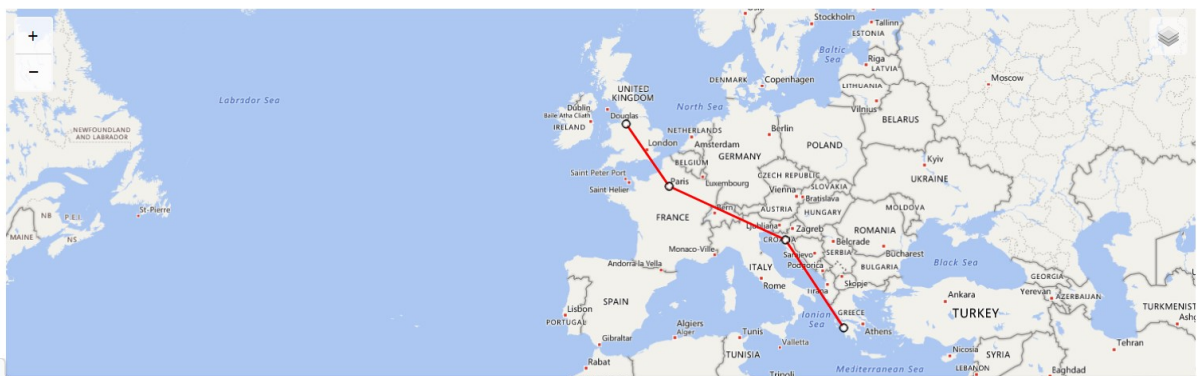 +
−
Oslo
Stockholm
Tallinn
ESTONIA
Baltic
Sea
Riga
LATVIA
Labrador Sea
DENMARK
Copenhagen
Moscow
UNITED
KINGDOM
LITHUANIA
Dublin
Baile Átha Cliath
IRELAND
Douglas
North Sea
Vilnius
BELARUS
NEWFOUNDLAND
AND LABRADOR
NETHERLANDS
Amsterdam
Berlin
POLAND
London
BELGIUM
GERMANY
Kyiv
UKRAINE
Saint Peter Port
Saint Helier
Paris
Luxembourg
CZECH REPUBLIC
Vienna
SLOVAKIA
Bratislava
St-Pierre
NB
P.E.I.
NS
MAINE
FRANCE
Bern
AUSTRIA
HUNGARY
MOLDOVA
Ljubljana
Zagreb
ROMANIA
CROATIA
Belgrade
Bucharest
Monaco-Ville
Sarajevo
SERBIA
Black Sea
Andorra la Vella
ITALY
Podgorica
BULGARIA
GEORGIA
Rome
Skopje
Tirana
SPAIN
Lisbon
PORTUGAL
Ionian
Sea
GREECE
Athens
Ankara
TURKEY
Yerevan
AZERBAIJAN
TURKMENIST
Ashg
Algiers
Alger
Tunis
Gibraltar
Valletta
TUNISIA
Rabat
Tripoli
Mediterranean Sea
Nicosia
SYRIA
LEBANON
Baghdad
Tehran